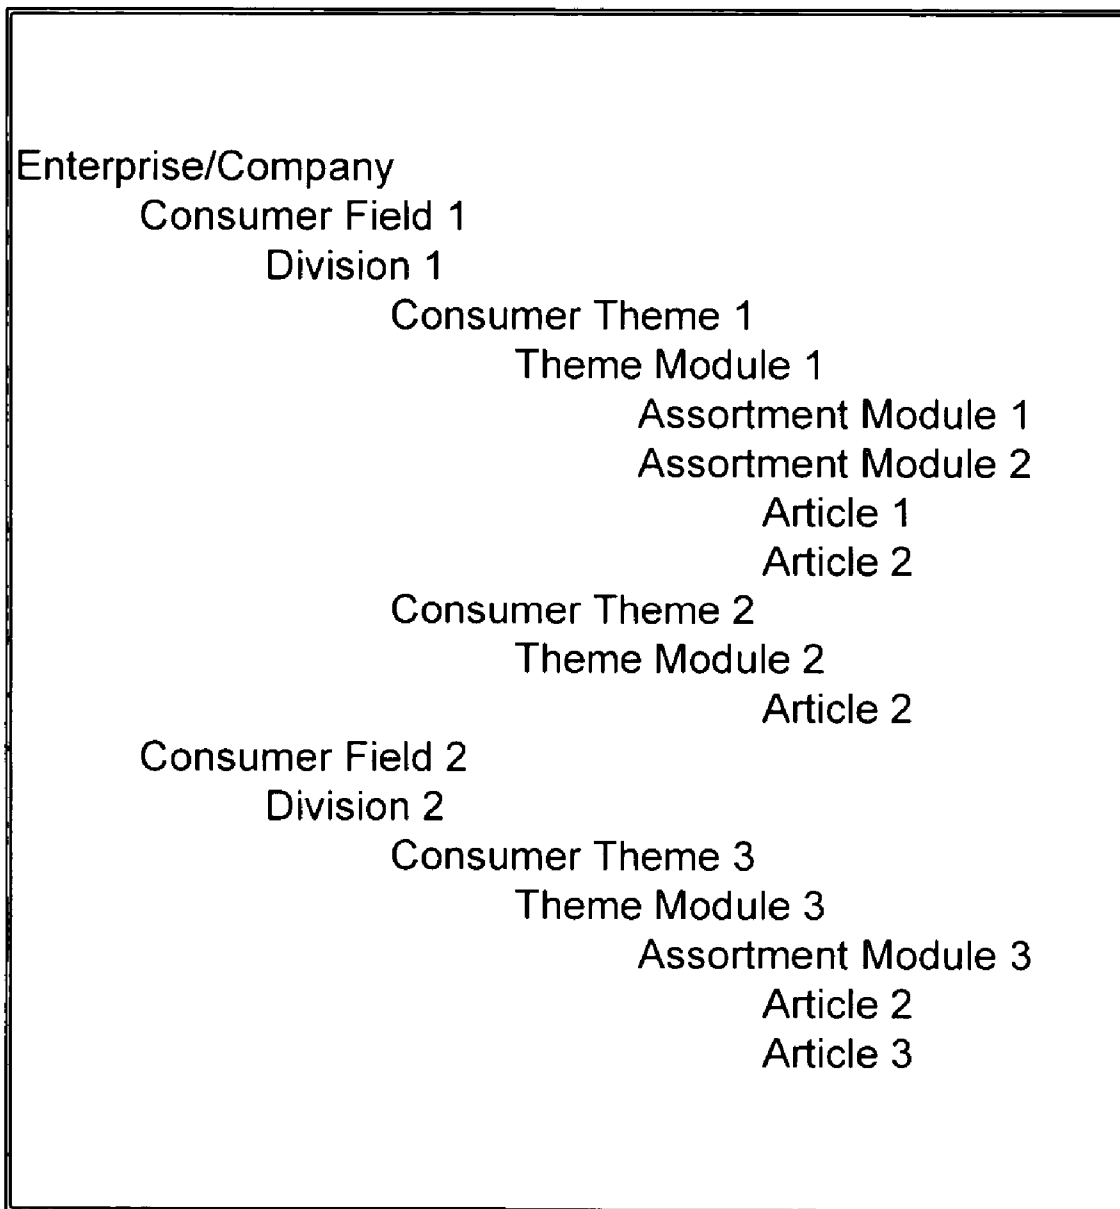 Enterprise/Company
Consumer Field 1
Division 1
Consumer Theme 1
Theme Module 1
Assortment Module 1
Assortment Module 2
Article 1
Article 2
Consumer Theme 2
Theme Module 2
Article 2
Consumer Field 2
Division 2
Consumer Theme 3
Theme Module 3
Assortment Module 3
Article 2
Article 3